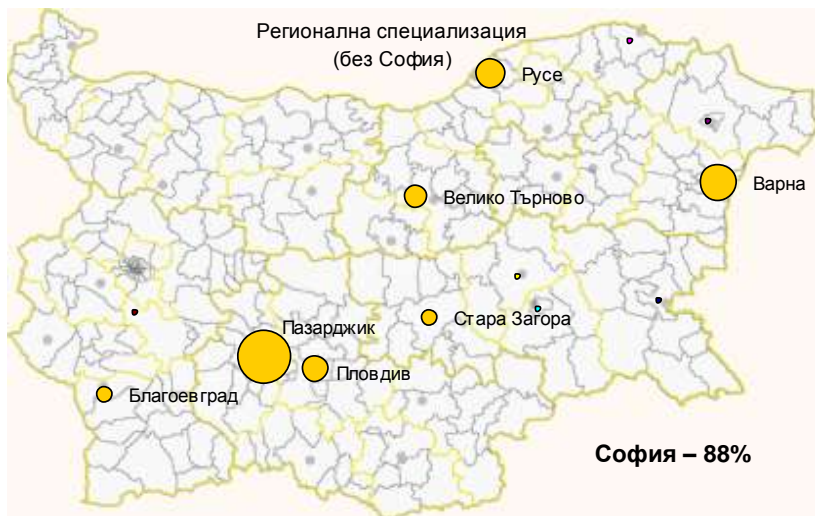 Регионална специализация
(без София)
Русе
Варна
Велико Търново
Стара Загора
Пазарджик
Пловдив
Благоевград
София – 88%